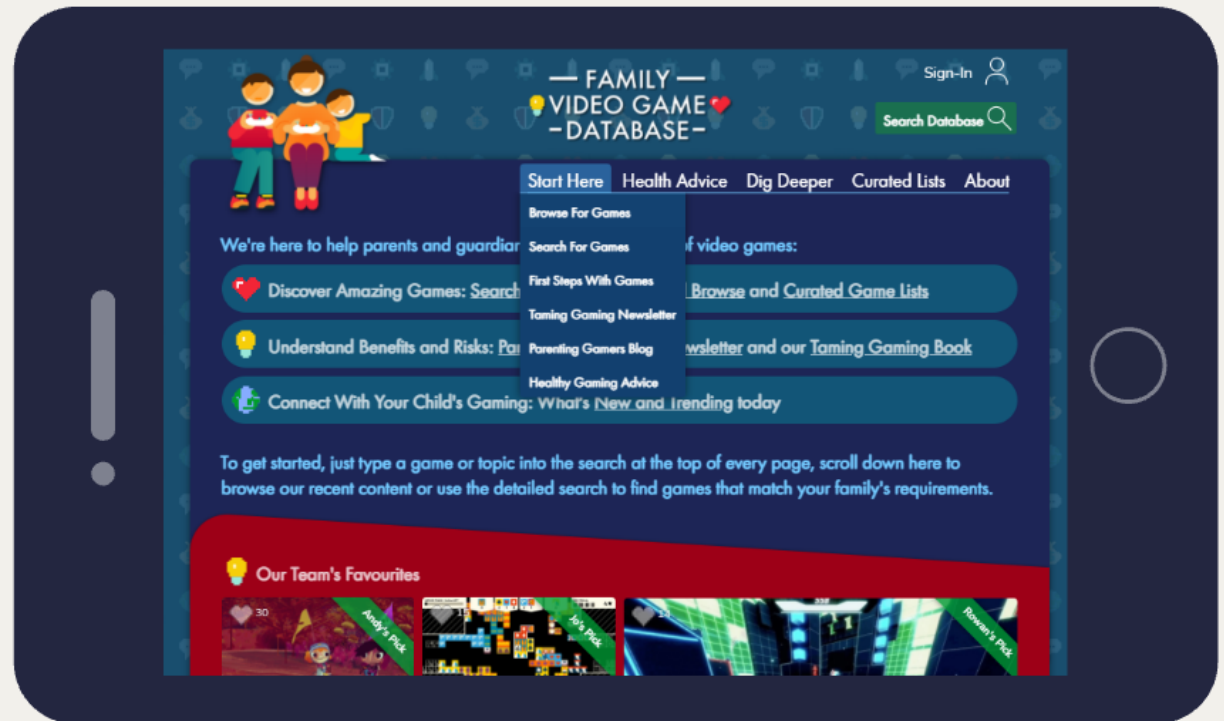 FAMILY
VIDEO GAME
DATABASE
Sign-In
Search Database
Start Here Health Advice Dig Deeper Curated Lists About
Browse For Games
Search For Games
First Steps With Games
Taming Gaming Newsletter
Parenting Gamers Blog
Healthy Gaming Advice
We're here to help parents and guardian f video games:
Discover Amazing Games: Search Browse and Curated Game Lists
Understand Benefits and Risks: Par wsletter and our Taming Gaming Book
Connect With Your Child's Gaming: What's New and Trending today
To get started, just type a game or topic into the search at the top of every page, scroll down here to
browse our recent content or use the detailed search to find games that match your family's requirements.
Our Team's Favourites
30
Andy's Pick
Jo's Pick
Rowan's Pick